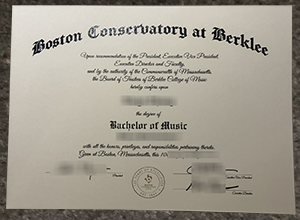 Boston Conservatory at Berklee
Upon recommendation of the President, Executive Vice President,
Executive Director and Faculty,
and by the authority of the Commonwealth of Massachusetts,
the Board of Trustees of Berklee College of Music
hereby confers upon
the degree of
Bachelor of Music
with all the honors, privileges, and responsibilities pertaining thereto.
Given at Boston, Massachusetts, this 10